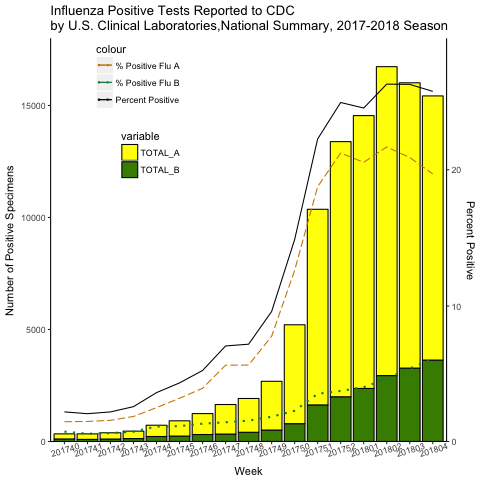 Influenza Positive Tests Reported to CDC
by U.S. Clinical Laboratories,National Summary, 2017-2018 Season
colour
% Positive Flu A
% Positive Flu B
Percent Positive
variable
TOTAL_A
TOTAL_B
Number of Positive Specimens
15000
10000
5000
0
Percent Positive
20
10
0
201740 201741 201742 201743 201744 201745 201746 201747 201748 201749 201750 201751 201752 201801 201802 201803 201804
Week